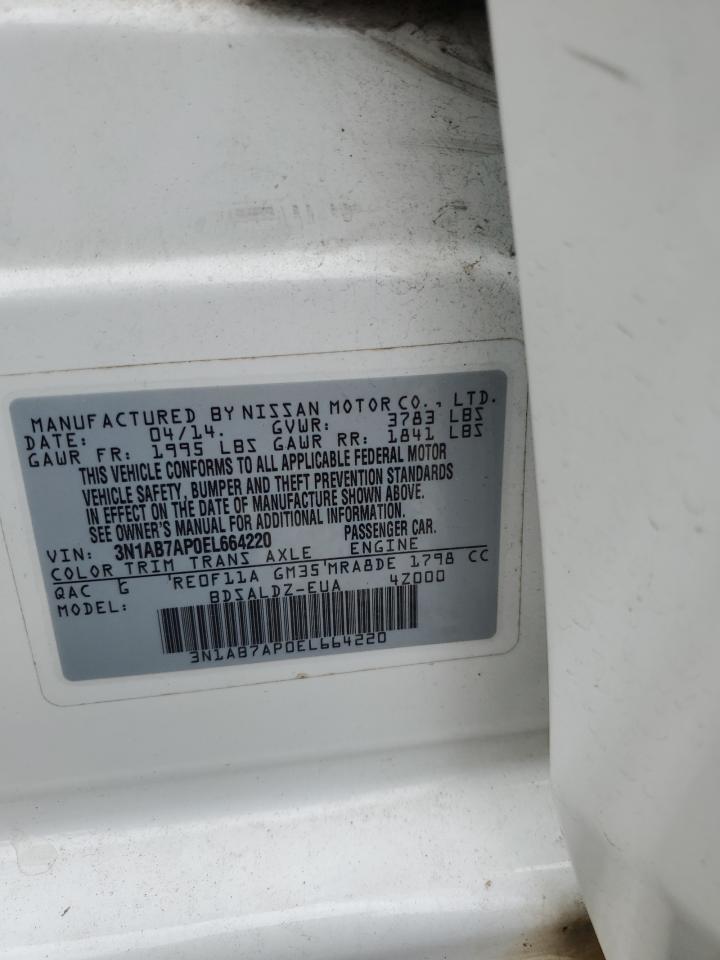 MANUFACTURED BY NISSAN MOTOR CO., LTD.
DATE: 04/14. GVWR: 3783 LBS
GAWR FR: 1995 LBS GAWR RR: 1841 LBS
THIS VEHICLE CONFORMS TO ALL APPLICABLE FEDERAL MOTOR
VEHICLE SAFETY, BUMPER AND THEFT PREVENTION STANDARDS
IN EFFECT ON THE DATE OF MANUFACTURE SHOWN ABOVE.
SEE OWNER'S MANUAL FOR ADDITIONAL INFORMATION.
VIN: 3N1AB7AP0EL664220 PASSENGER CAR.
COLOR TRIM TRANS AXLE ENGINE
QAC G 'RE0F11A GM35'MRA8DE 1798 CC
MODEL: BDSALDZ-EUA 4Z000
3N1AB7AP0EL664220